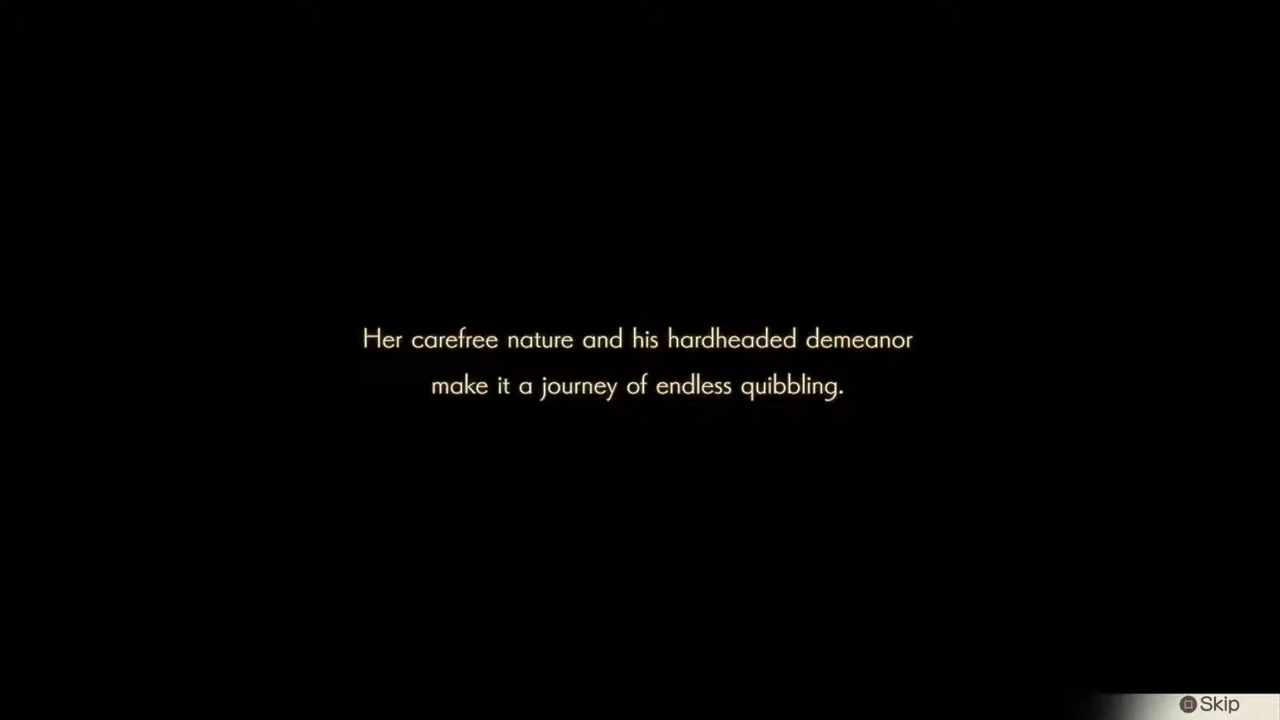 Her carefree nature and his hardheaded demeanor
make it a journey of endless quibbling.
Skip